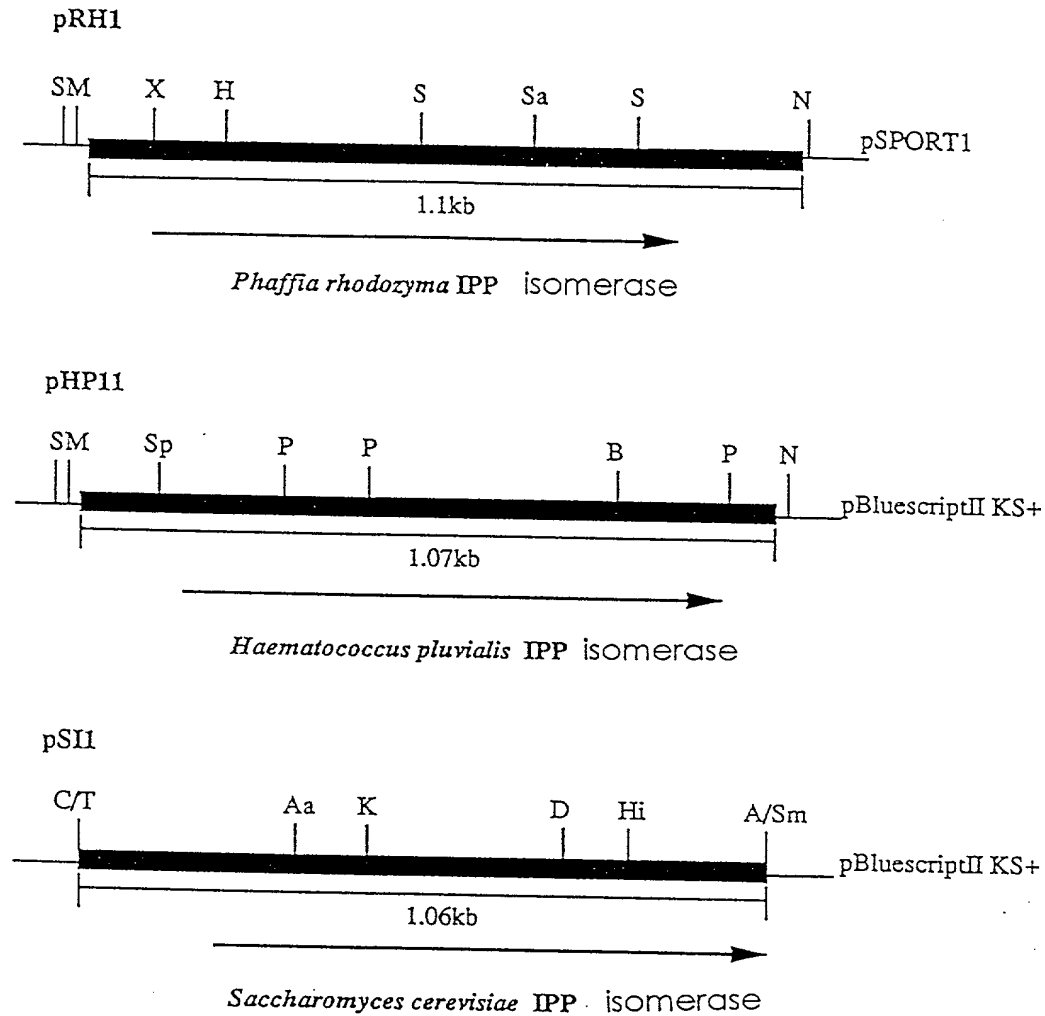 pRH1
SM X H S Sa S N
pSPORT1
1.1kb
Phaffia rhodozyma IPP isomerase
pHP11
SM Sp P P B P N
pBluescriptII KS+
1.07kb
Haematococcus pluvialis IPP isomerase
pSI1
C/T Aa K D Hi A/Sm
pBluescriptII KS+
1.06kb
Saccharomyces cerevisiae IPP isomerase